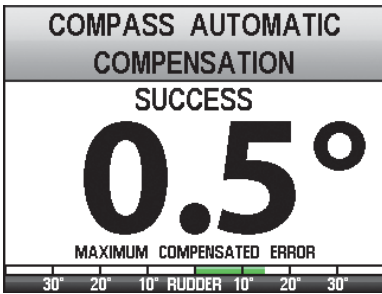 COMPASS AUTOMATIC
COMPENSATION
SUCCESS
0.5°
MAXIMUM COMPENSATED ERROR
30° 20° 10° RUDDER 10° 20° 30°